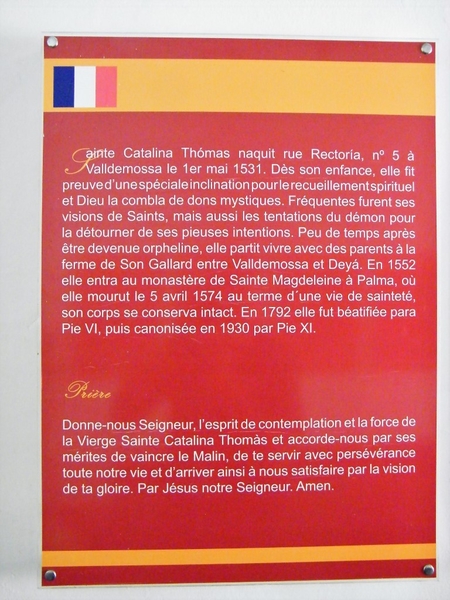 Sainte Catalina Thómas naquit rue Rectoría, nº 5 à
Valldemossa le 1er mai 1531. Dès son enfance, elle fit
preuve d'une spéciale inclination pour le recueillement spirituel
et Dieu la combla de dons mystiques. Fréquentes furent ses
visions de Saints, mais aussi les tentations du démon pour
la détourner de ses pieuses intentions. Peu de temps après
être devenue orpheline, elle partit vivre avec des parents à la
ferme de Son Gallard entre Valldemossa et Deyá. En 1552
elle entra au monastère de Sainte Magdeleine à Palma, où
elle mourut le 5 avril 1574 au terme d´une vie de sainteté,
son corps se conserva intact. En 1792 elle fut béatifiée para
Pie VI, puis canonisée en 1930 par Pie XI.
Prière
Donne-nous Seigneur, l'esprit de contemplation et la force de
la Vierge Sainte Catalina Thomàs et accorde-nous par ses
mérites de vaincre le Malin, de te servir avec persévérance
toute notre vie et d'arriver ainsi à nous satisfaire par la vision
de ta gloire. Par Jésus notre Seigneur. Amen.